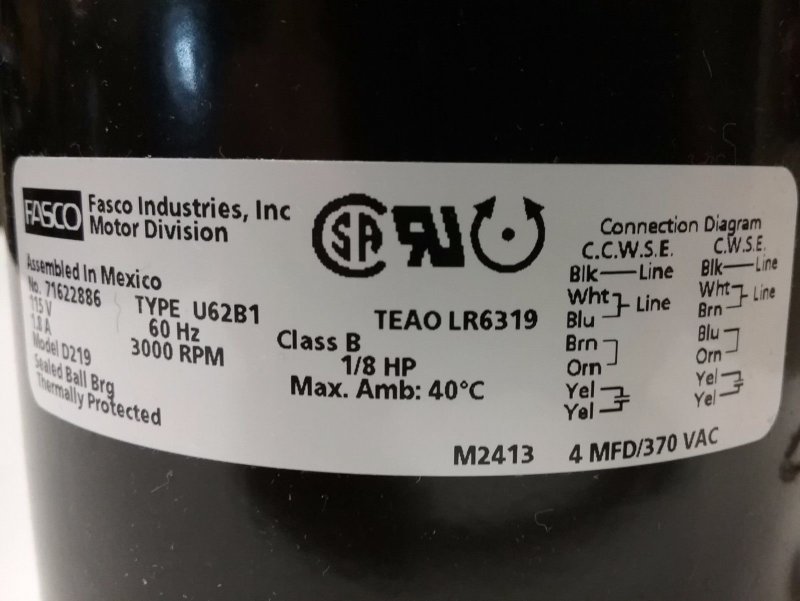 FASCO
Fasco Industries, Inc
Motor Division
Assembled In Mexico
No. 71622886
115 V
1.8 A
Model D219
Sealed Ball Brg
Thermally Protected
TYPE U62B1
60 Hz
3000 RPM
SA
TEAO LR6319
Class B
1/8 HP
Max. Amb: 40°C
M2413
4 MFD/370 VAC
Connection Diagram
C.C.W.S.E.
Blk Line
Wht
Line
Blu
Brn
Orn
Yel
Yel
C.W.S.E.
Blk Line
Wht
Line
Brn
Blu
Orn
Yel
Yel